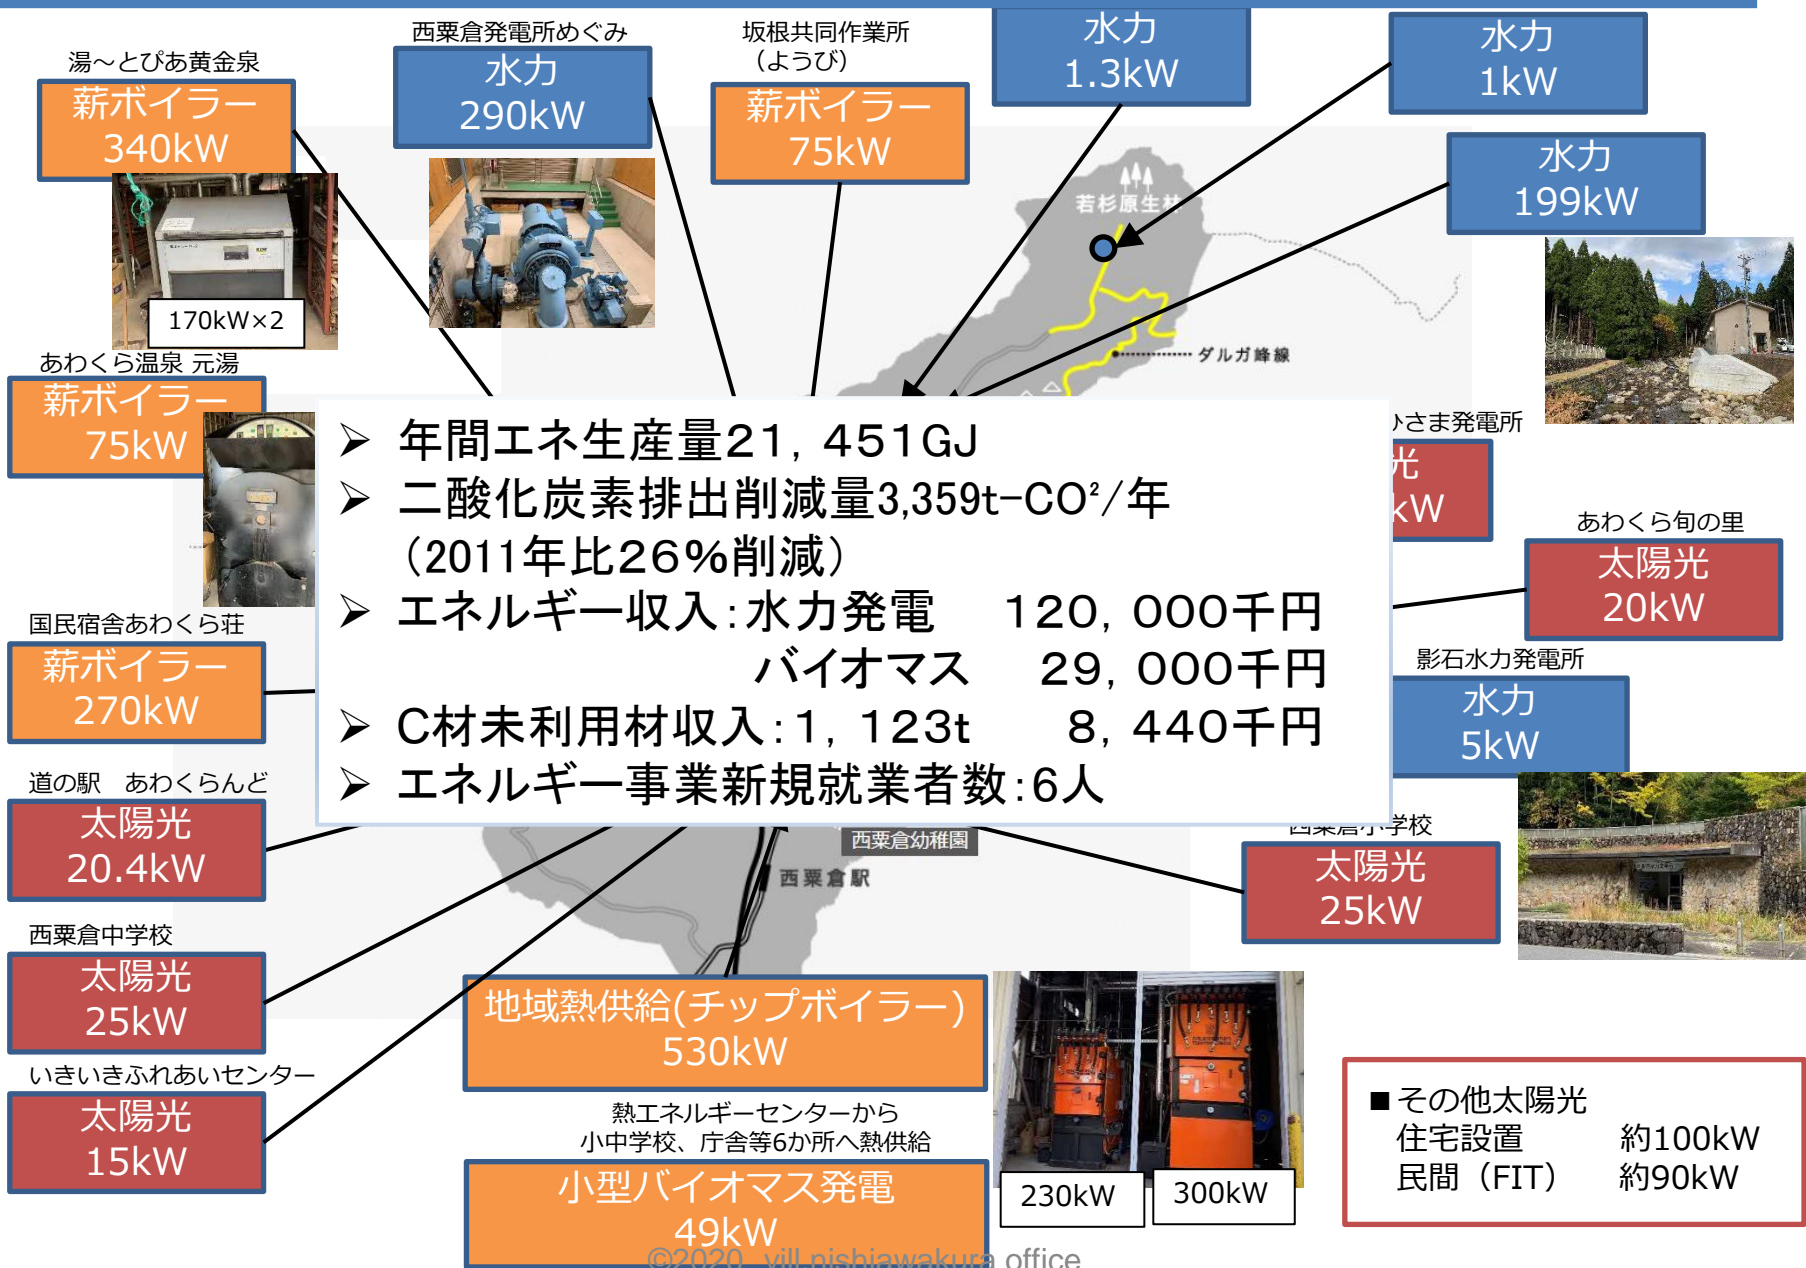 湯～とぴあ黄金泉
薪ボイラー
340kW
170kW×2
西粟倉発電所めぐみ
水力
290kW
坂根共同作業所
（ようび）
薪ボイラー
75kW
水力
1.3kW
水力
1kW
水力
199kW
若杉原生林
ダルガ峰線
あわくら温泉 元湯
薪ボイラー
75kW
ひさま発電所
光
kW
➢ 年間エネ生産量21, 451GJ
➢ 二酸化炭素排出削減量3,359t-CO²/年
（2011年比26%削減）
➢ エネルギー収入：水力発電　120, 000千円
バイオマス　29, 000千円
➢ C材未利用材収入：1, 123t　8, 440千円
➢ エネルギー事業新規就業者数：6人
あわくら旬の里
太陽光
20kW
国民宿舎あわくら荘
薪ボイラー
270kW
影石水力発電所
水力
5kW
道の駅　あわくらんど
太陽光
20.4kW
西粟倉幼稚園
西粟倉駅
西粟倉小学校
太陽光
25kW
西粟倉中学校
太陽光
25kW
いきいきふれあいセンター
太陽光
15kW
地域熱供給(チップボイラー)
530kW
熱エネルギーセンターから
小中学校、庁舎等6か所へ熱供給
小型バイオマス発電
49kW
230kW
300kW
■その他太陽光
住宅設置　約100kW
民間（FIT）　約90kW
©2020 vill.nishiawakura office